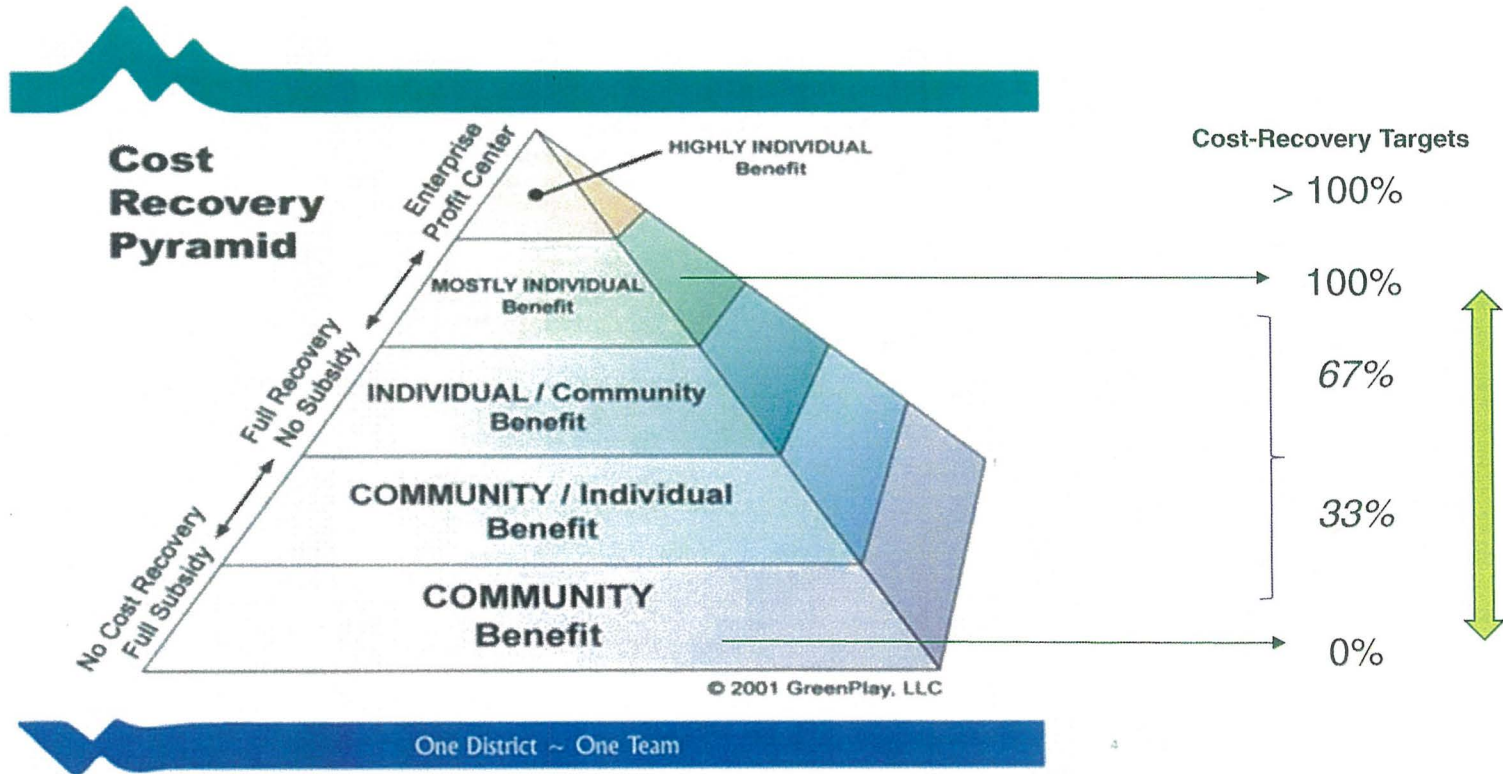 Cost
Recovery
Pyramid
Enterprise
Profit Center
Full Recovery
No Subsidy
No Cost Recovery
Full Subsidy
HIGHLY INDIVIDUAL
Benefit
MOSTLY INDIVIDUAL
Benefit
INDIVIDUAL / Community
Benefit
COMMUNITY / Individual
Benefit
COMMUNITY
Benefit
© 2001 GreenPlay, LLC
Cost-Recovery Targets
> 100%
100%
67%
33%
0%
One District ~ One Team
4